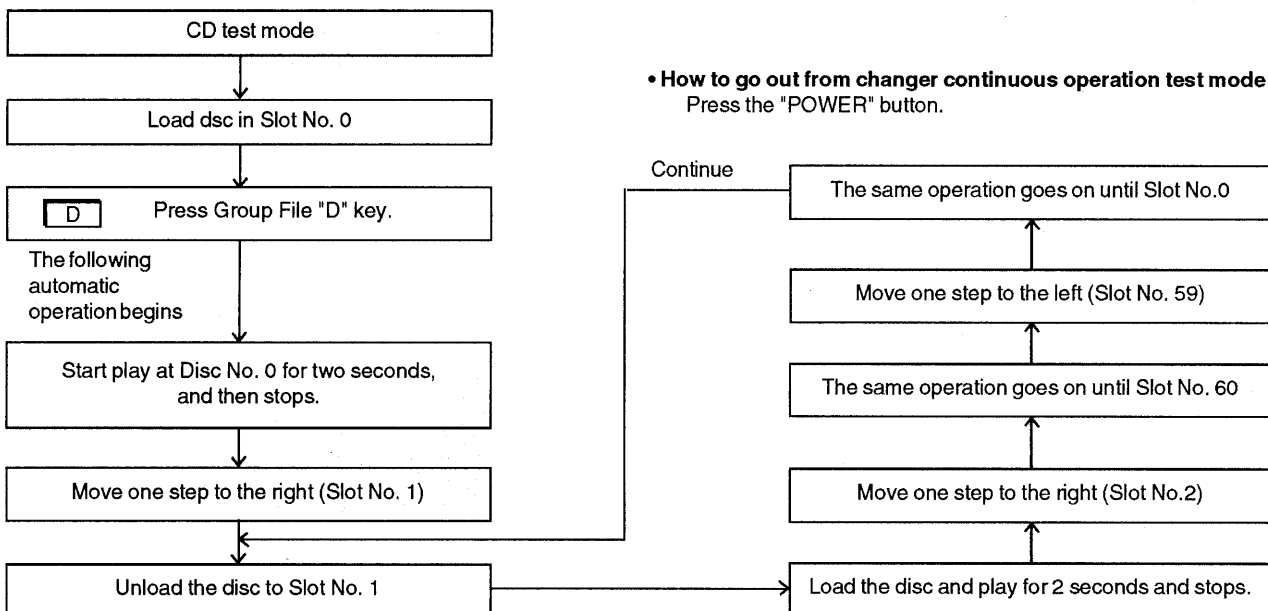 CD test mode
Load dsc in Slot No. 0
D Press Group File "D" key.
The following
automatic
operation begins
Start play at Disc No. 0 for two seconds,
and then stops.
Move one step to the right (Slot No. 1)
Unload the disc to Slot No. 1
• How to go out from changer continuous operation test mode
Press the "POWER" button.
Continue
The same operation goes on until Slot No.0
Move one step to the left (Slot No. 59)
The same operation goes on until Slot No. 60
Move one step to the right (Slot No.2)
Load the disc and play for 2 seconds and stops.